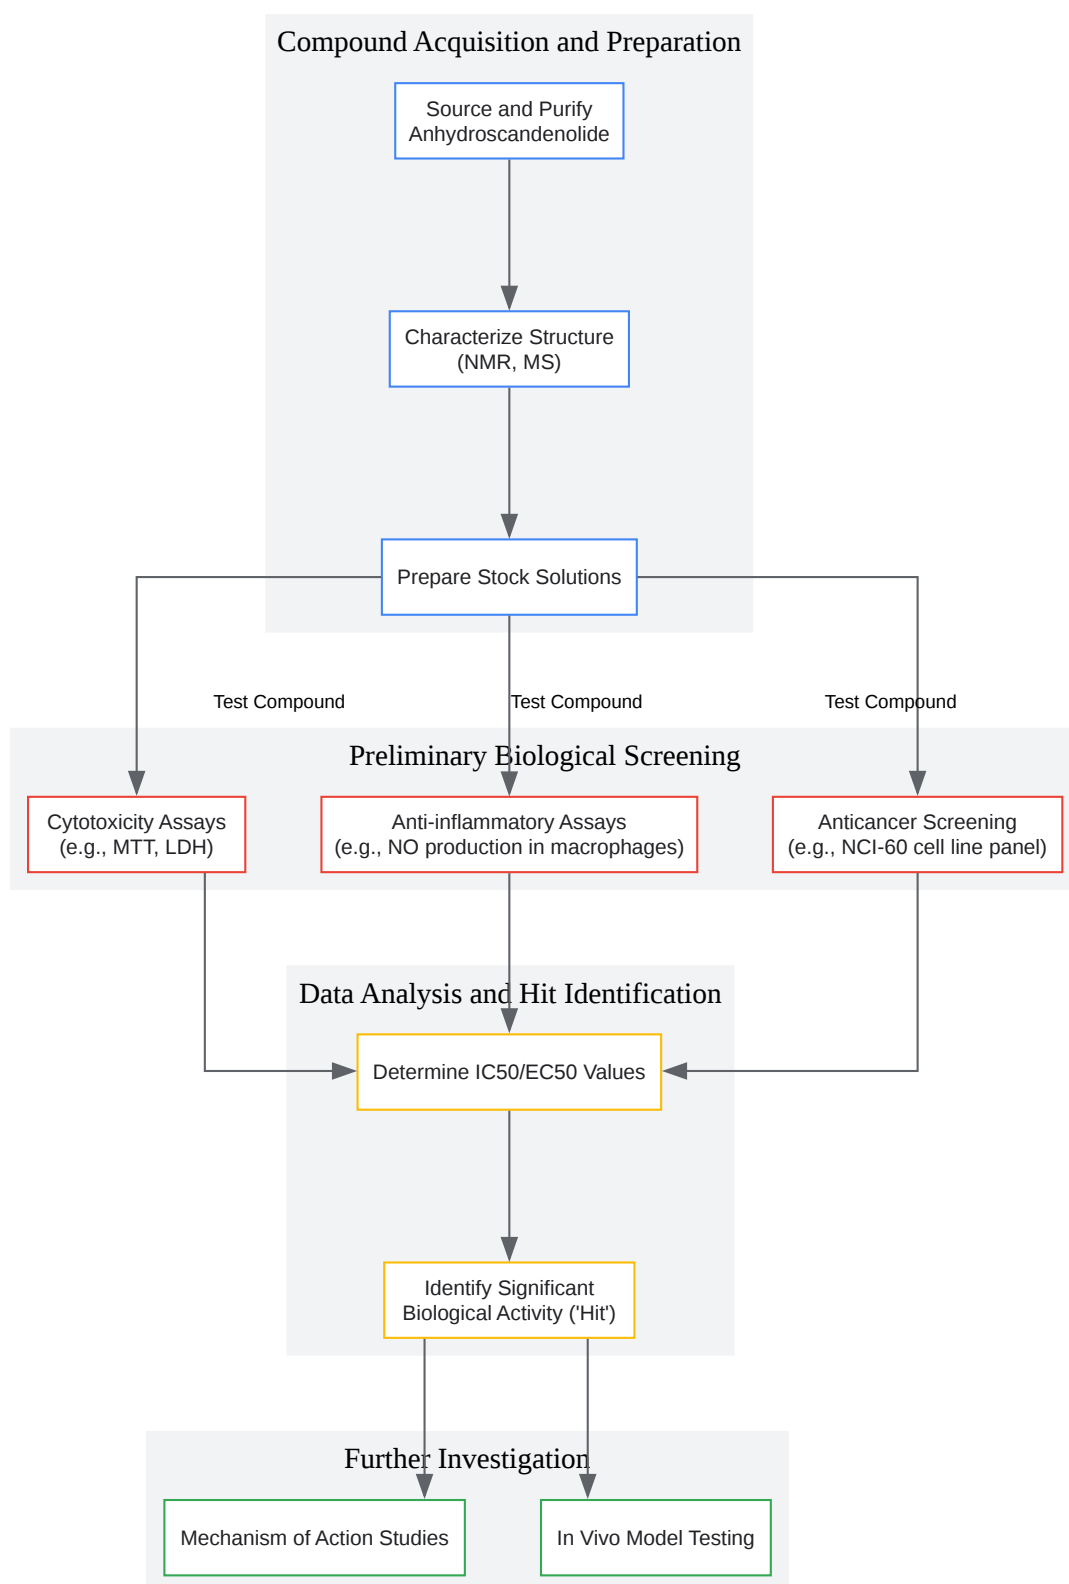 Compound Acquisition and Preparation
Source and Purify
Anhydroscandenolide
Characterize Structure
(NMR, MS)
Prepare Stock Solutions
Test Compound
Test Compound
Test Compound
Preliminary Biological Screening
Cytotoxicity Assays
(e.g., MTT, LDH)
Anti-inflammatory Assays
(e.g., NO production in macrophages)
Anticancer Screening
(e.g., NCI-60 cell line panel)
Data Analysis and Hit Identification
Determine IC50/EC50 Values
Identify Significant
Biological Activity ('Hit')
Further Investigation
Mechanism of Action Studies
In Vivo Model Testing